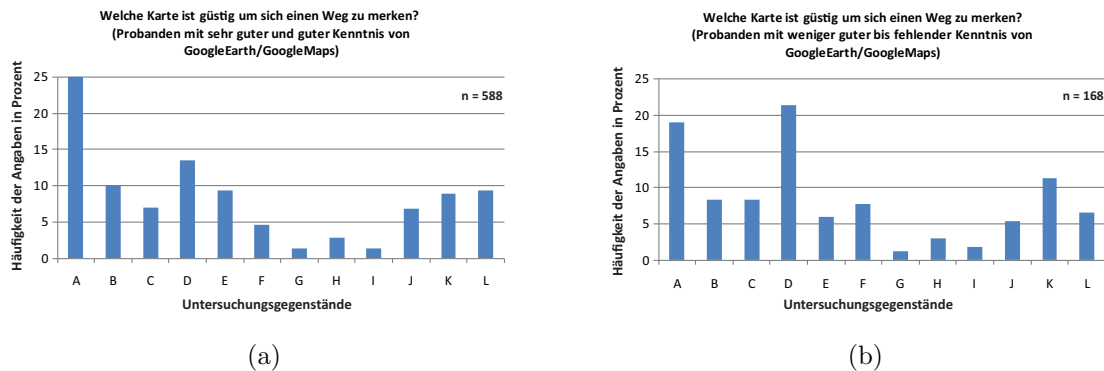 Welche Karte ist güstig um sich einen Weg zu merken?
(Probanden mit sehr guter und guter Kenntnis von
GoogleEarth/GoogleMaps)
Häufigkeit der Angaben in Prozent
25
20
15
10
5
0
n = 588
A B C D E F G H I J K L
Untersuchungsgegenstände
(a)
Welche Karte ist güstig um sich einen Weg zu merken?
(Probanden mit weniger guter bis fehlender Kenntnis von
GoogleEarth/GoogleMaps)
Häufigkeit der Angaben in Prozent
25
20
15
10
5
0
n = 168
A B C D E F G H I J K L
Untersuchungsgegenstände
(b)